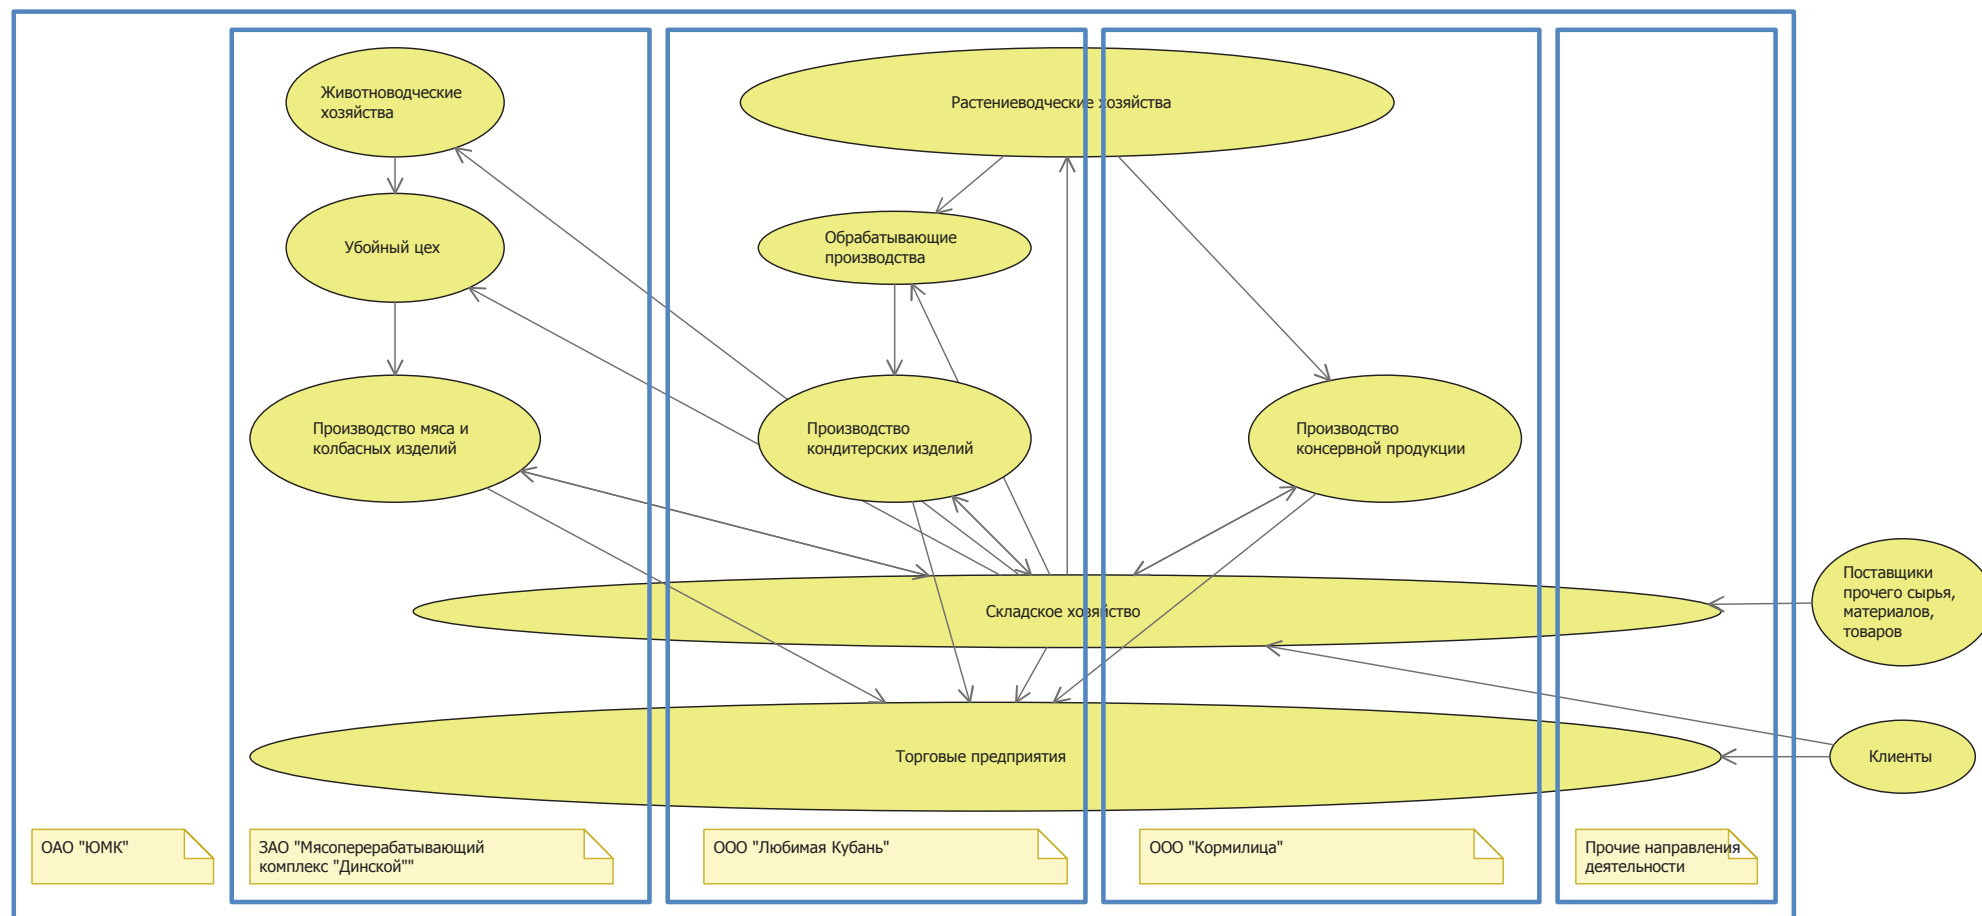 Животноводческие
хозяйства
Растениеводческие хозяйства
Убойный цех
Обрабатывающие
производства
Производство мяса и
колбасных изделий
Производство
кондитерских изделий
Производство
консервной продукции
Складское хозяйство
Поставщики
прочего сырья,
материалов,
товаров
Торговые предприятия
Клиенты
ОАО "ЮМК"
ЗАО "Мясоперерабатывающий
комплекс "Динской""
ООО "Любимая Кубань"
ООО "Кормилица"
Прочие направления
деятельности